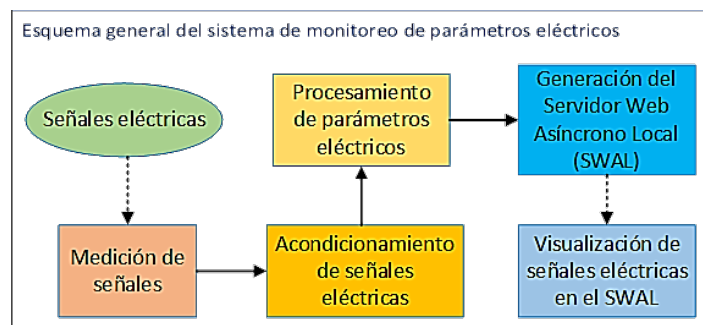 Esquema general del sistema de monitoreo de parámetros eléctricos
Señales eléctricas
Medición de
señales
Acondicionamiento
de señales
eléctricas
Procesamiento
de parámetros
eléctricos
Generación del
Servidor Web
Asíncrono Local
(SWAL)
Visualización de
señales eléctricas
en el SWAL